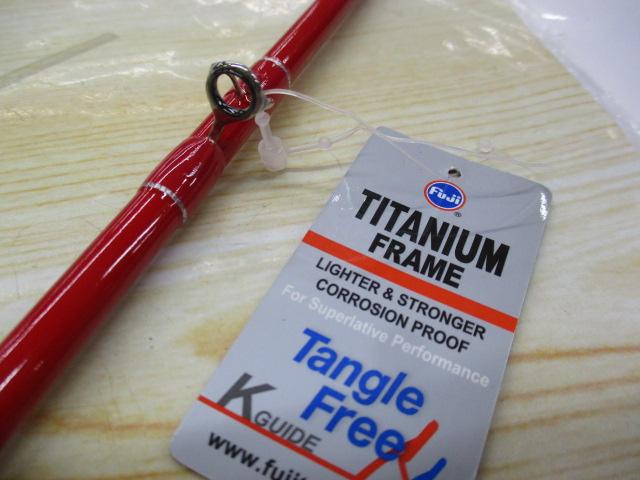 Fuji
®
TITANIUM
FRAME
LIGHTER & STRONGER
CORROSION PROOF
For Superlative Performance
Tangle
Free
K GUIDE
www.fuji